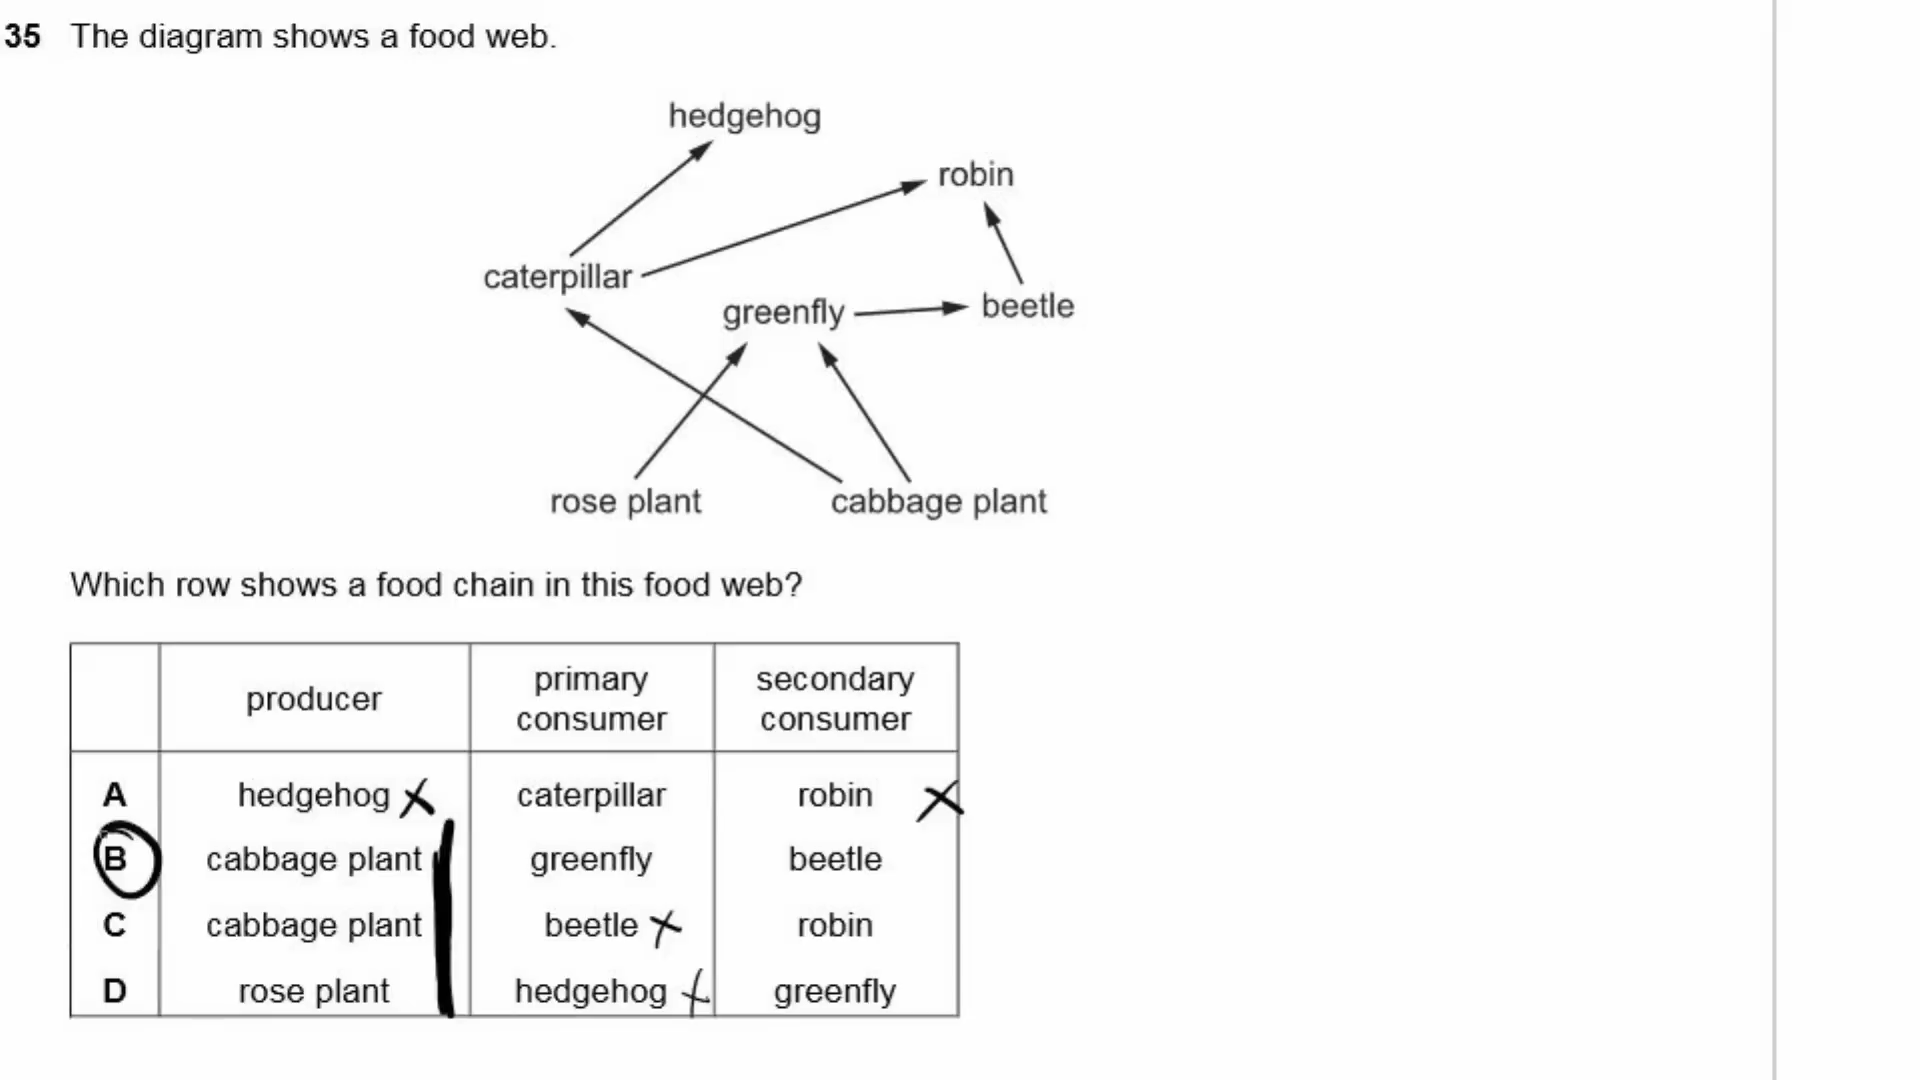 35 The diagram shows a food web.
hedgehog
robin
caterpillar
greenfly
beetle
rose plant
cabbage plant
Which row shows a food chain in this food web?
producer
primary consumer
secondary consumer
A hedgehog caterpillar robin
B cabbage plant greenfly beetle
C cabbage plant beetle robin
D rose plant hedgehog greenfly